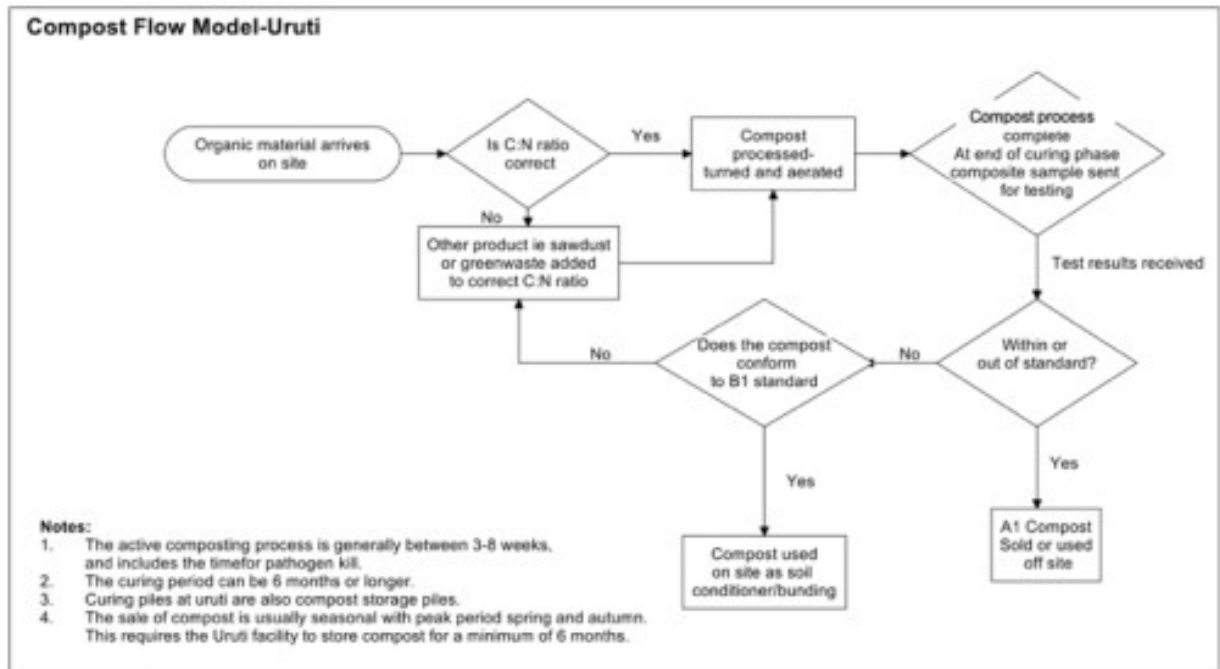 Compost Flow Model-Uruti
Organic material arrives
on site
Is C:N ratio
correct
Yes
Compost
processed-
turned and aerated
Compost process
complete
At end of curing phase
composite sample sent
for testing
No
Other product ie sawdust
or greenwaste added
to correct C:N ratio
Test results received
Within or
out of standard?
No
Does the compost
conform
to B1 standard
No
Yes
Yes
Compost used
on site as soil
conditioner/bunding
A1 Compost
Sold or used
off site
Notes:
1. The active composting process is generally between 3-8 weeks,
and includes the timefor pathogen kill.
2. The curing period can be 6 months or longer.
3. Curing piles at uruti are also compost storage piles.
4. The sale of compost is usually seasonal with peak period spring and autumn.
This requires the Uruti facility to store compost for a minimum of 6 months.